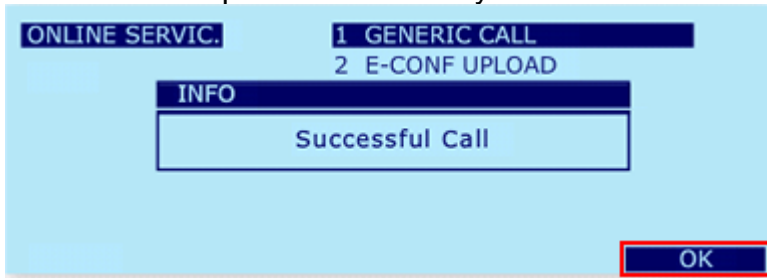 ONLINE SERVIC. 1 GENERIC CALL
2 E-CONF UPLOAD
INFO
Successful Call
OK